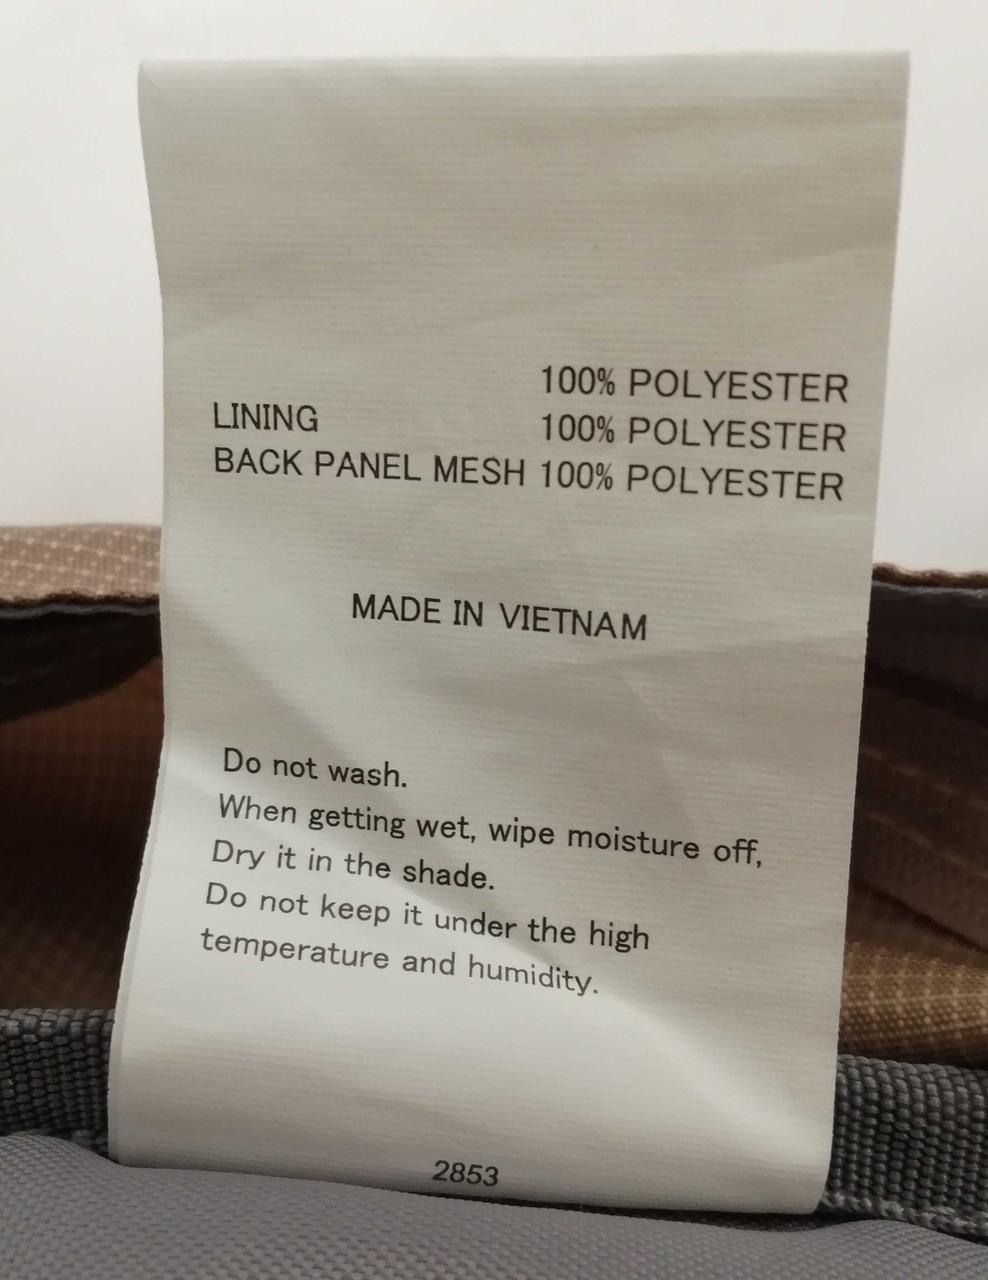 100% POLYESTER
LINING 100% POLYESTER
BACK PANEL MESH 100% POLYESTER
MADE IN VIETNAM
Do not wash.
When getting wet, wipe moisture off,
Dry it in the shade.
Do not keep it under the high
temperature and humidity.
2853